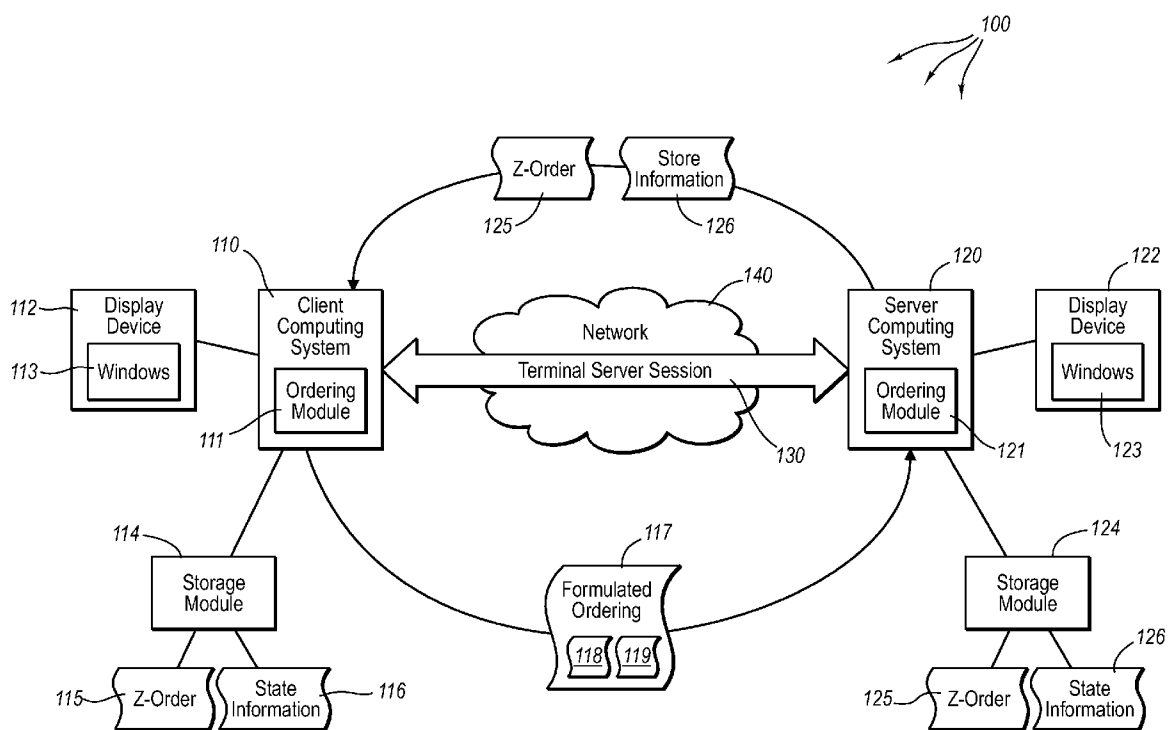 100
Z-Order
125
Store
Information
126
110
Client
Computing
System
Ordering
Module
111
112
Display
Device
113
Windows
140
Network
Terminal Server Session
130
120
Server
Computing
System
Ordering
Module
121
122
Display
Device
Windows
123
114
Storage
Module
115
Z-Order
State
Information
116
117
Formulated
Ordering
118
119
124
Storage
Module
125
Z-Order
State
Information
126